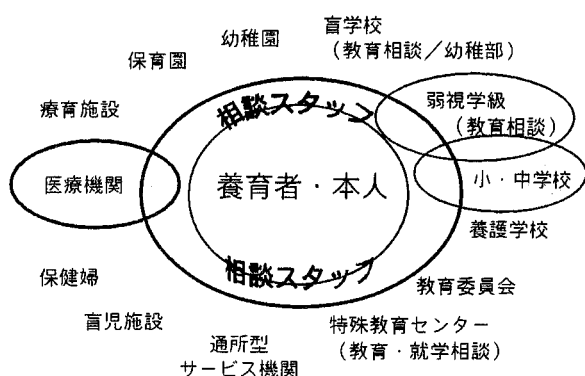 盲学校
(教育相談/幼稚部)
幼稚園
保育園
弱視学級
(教育相談)
相談スタッフ
療育施設
医療機関
養育者・本人
小・中学校
養護学校
相談スタッフ
保健婦
教育委員会
盲児施設
特殊教育センター
(教育・就学相談)
通所型
サービス機関